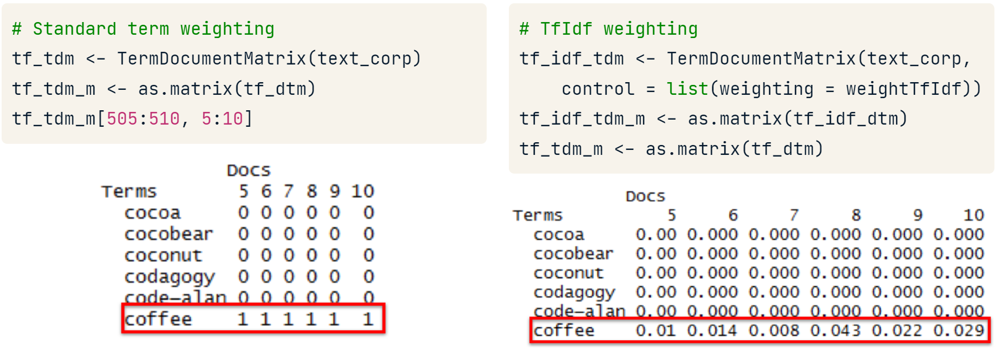 # Standard term weighting
tf_tdm <- TermDocumentMatrix(text_corp)
tf_tdm_m <- as.matrix(tf_dtm)
tf_tdm_m[505:510, 5:10]
Docs
Terms 5 6 7 8 9 10
cocoa 0 0 0 0 0 0
cocobear 0 0 0 0 0 0
coconut 0 0 0 0 0 0
codagogy 0 0 0 0 0 0
code-alan 0 0 0 0 0 0
coffee 1 1 1 1 1 1
# TfIdf weighting
tf_idf_tdm <- TermDocumentMatrix(text_corp,
control = list(weighting = weightTfIdf))
tf_idf_tdm_m <- as.matrix(tf_idf_dtm)
tf_tdm_m <- as.matrix(tf_dtm)
Docs
Terms 5 6 7 8 9 10
cocoa 0.00 0.000 0.000 0.000 0.000 0.000
cocobear 0.00 0.000 0.000 0.000 0.000 0.000
coconut 0.00 0.000 0.000 0.000 0.000 0.000
codagogy 0.00 0.000 0.000 0.000 0.000 0.000
code-alan 0.00 0.000 0.000 0.000 0.000 0.000
coffee 0.01 0.014 0.008 0.043 0.022 0.029